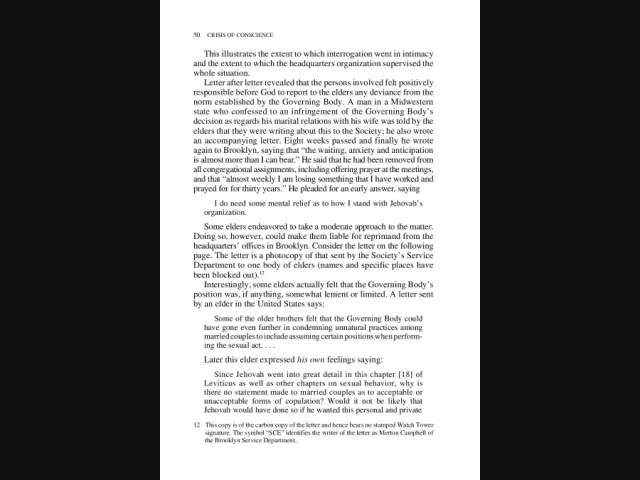 50 CRISIS OF CONSCIENCE
This illustrates the extent to which interrogation went in intimacy
and the extent to which the headquarters organization supervised the
whole situation.
Letter after letter revealed that the persons involved felt positively
responsible before God to report to the elders any deviance from the
norm established by the Governing Body. A man in a Midwestern
state who confessed to an infringement of the Governing Body's
decision as regards his marital relations with his wife was told by the
elders that they were writing about this to the Society; he also wrote
an accompanying letter. Eight weeks passed and finally he wrote
again to Brooklyn, saying that "the waiting, anxiety and anticipation
is almost more than I can bear." He said that he had been removed from
all congregational assignments, including offering prayer at the meetings,
and that "almost weekly I am losing something that I have worked and
prayed for for thirty years." He pleaded for an early answer, saying
I do need some mental relief as to how I stand with Jehovah's
organization.
Some elders endeavored to take a moderate approach to the matter.
Doing so, however, could make them liable for reprimand from the
headquarters' offices in Brooklyn. Consider the letter on the following
page. The letter is a photocopy of that sent by the Society's Service
Department to one body of elders (names and specific places have
been blocked out).12
Interestingly, some elders actually felt that the Governing Body's
position was, if anything, somewhat lenient or limited. A letter sent
by an elder in the United States says:
Some of the older brothers felt that the Governing Body could
have gone even further in condemning unnatural practices among
married couples to include assuming certain positions when perform-
ing the sexual act. . . .
Later this elder expressed his own feelings saying:
Since Jehovah went into great detail in this chapter [18] of
Leviticus as well as other chapters on sexual behavior, why is
there no statement made to married couples as to acceptable or
unacceptable forms of copulation? Would it not be likely that
Jehovah would have done so if he wanted this personal and private
12 This copy is of the carbon copy of the letter and hence bears no stamped Watch Tower
signature. The symbol "SCE" identifies the writer of the letter as Merton Campbell of
the Brooklyn Service Department..